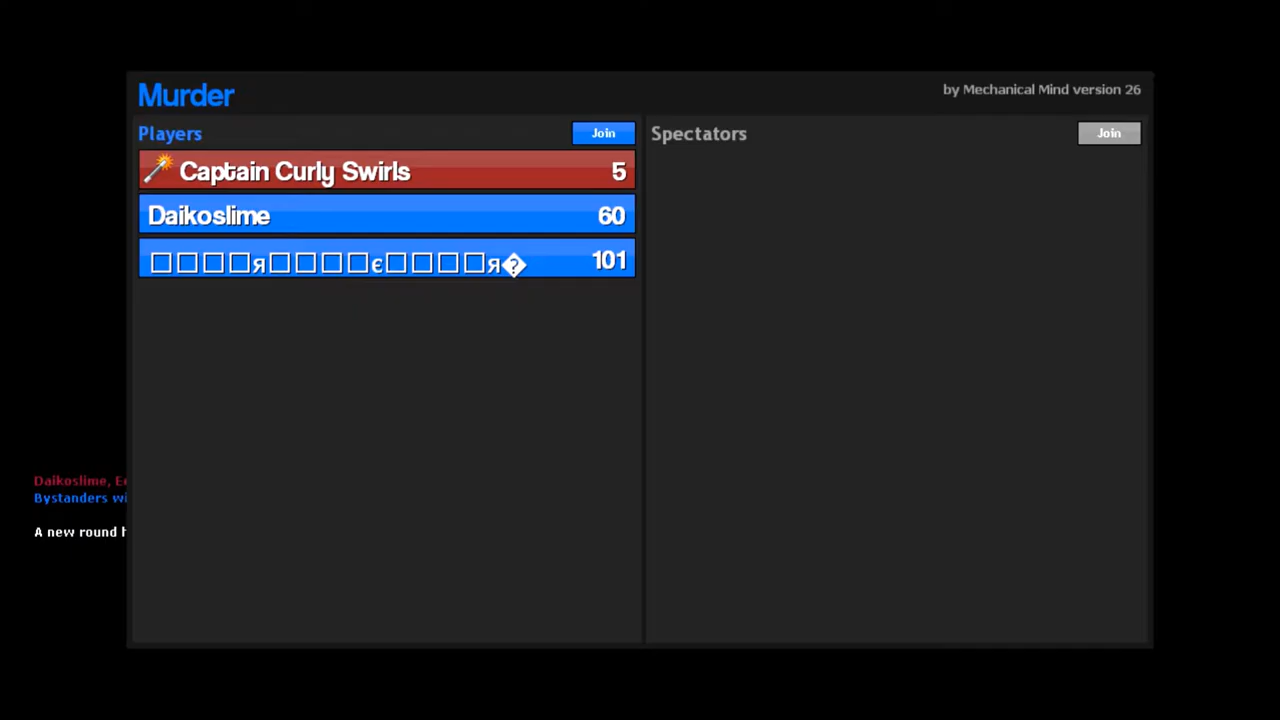 Murder
by Mechanical Mind version 26
Players
Join
Spectators
Join
Captain Curly Swirls 5
Daikoslime 60
□□□□я□□□□є□□□□я� 101
Daikoslime, E
Bystanders wi
A new round h